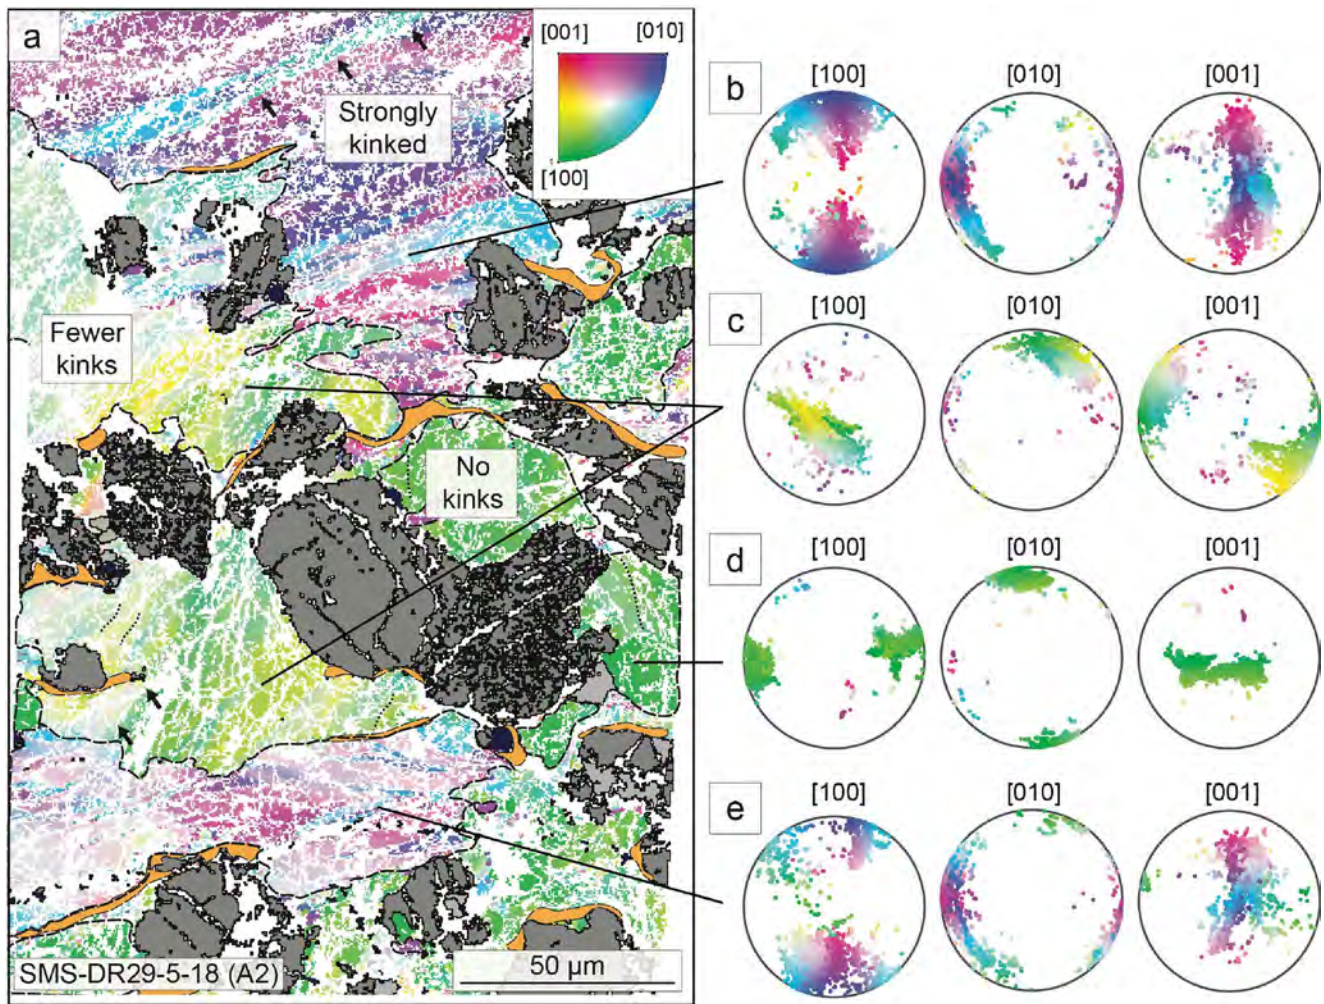 a
[001] [010]
1
[100]
Strongly
kinked
Fewer
kinks
No
kinks
SMS-DR29-5-18 (A2)
50 µm
b
[100] [010] [001]
c
[100] [010] [001]
d
[100] [010] [001]
e
[100] [010] [001]